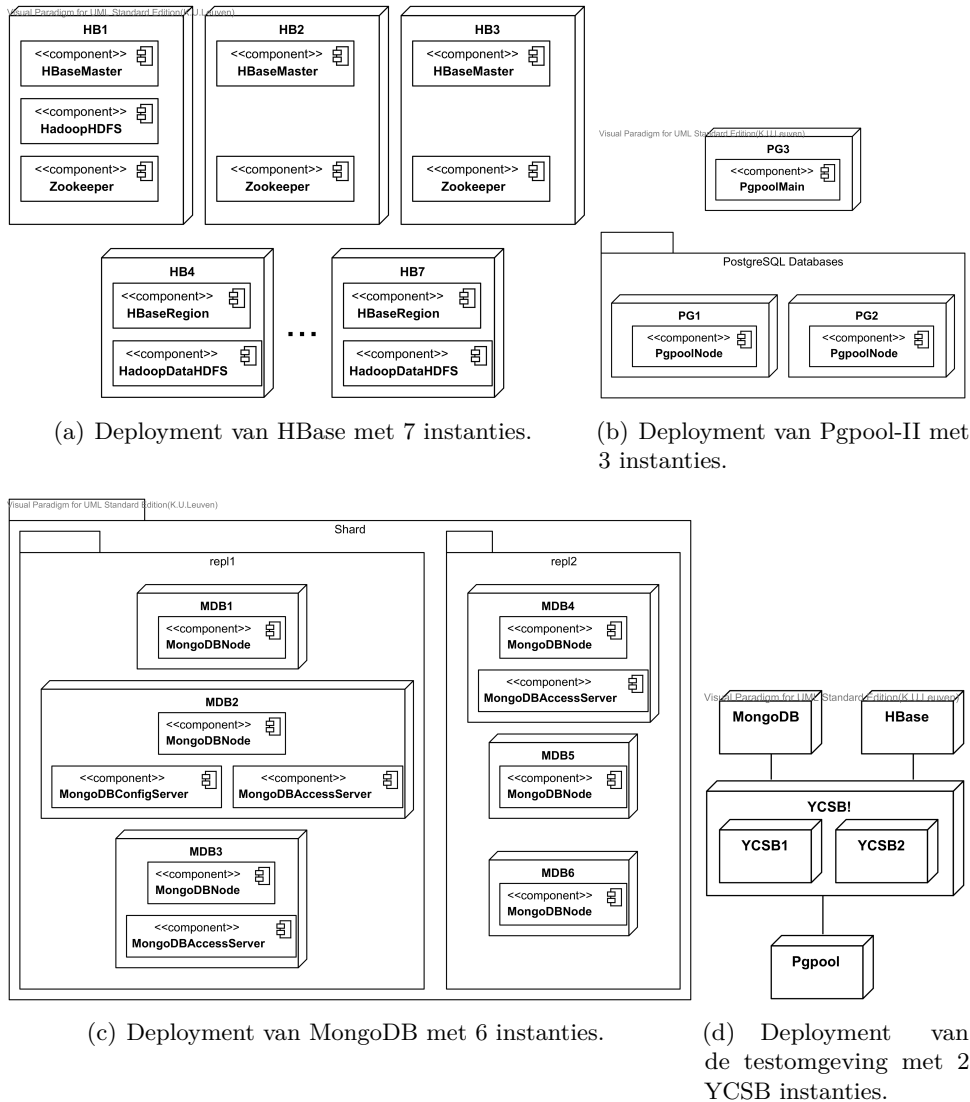 Visual Paradigm for UML Standard Edition(K.U.Leuven)
HB1
<<component>>
HBaseMaster
<<component>>
HadoopHDFS
<<component>>
Zookeeper
HB2
<<component>>
HBaseMaster
<<component>>
Zookeeper
HB3
<<component>>
HBaseMaster
<<component>>
Zookeeper
HB4
<<component>>
HBaseRegion
<<component>>
HadoopDataHDFS
...
HB7
<<component>>
HBaseRegion
<<component>>
HadoopDataHDFS
(a) Deployment van HBase met 7 instanties.
Visual Paradigm for UML Standard Edition(K.U.Leuven)
PG3
<<component>>
PgpoolMain
PostgreSQL Databases
PG1
<<component>>
PgpoolNode
PG2
<<component>>
PgpoolNode
(b) Deployment van Pgpool-II met
3 instanties.
Visual Paradigm for UML Standard Edition(K.U.Leuven)
Shard
repl1
MDB1
<<component>>
MongoDBNode
MDB2
<<component>>
MongoDBNode
<<component>>
MongoDBConfigServer
<<component>>
MongoDBAccessServer
MDB3
<<component>>
MongoDBNode
<<component>>
MongoDBAccessServer
repl2
MDB4
<<component>>
MongoDBNode
<<component>>
MongoDBAccessServer
MDB5
<<component>>
MongoDBNode
MDB6
<<component>>
MongoDBNode
(c) Deployment van MongoDB met 6 instanties.
Visual Paradigm for UML Standard Edition(K.U.Leuven)
MongoDB
HBase
YCSB!
YCSB1
YCSB2
Pgpool
(d) Deployment van
de testomgeving met 2
YCSB instanties.